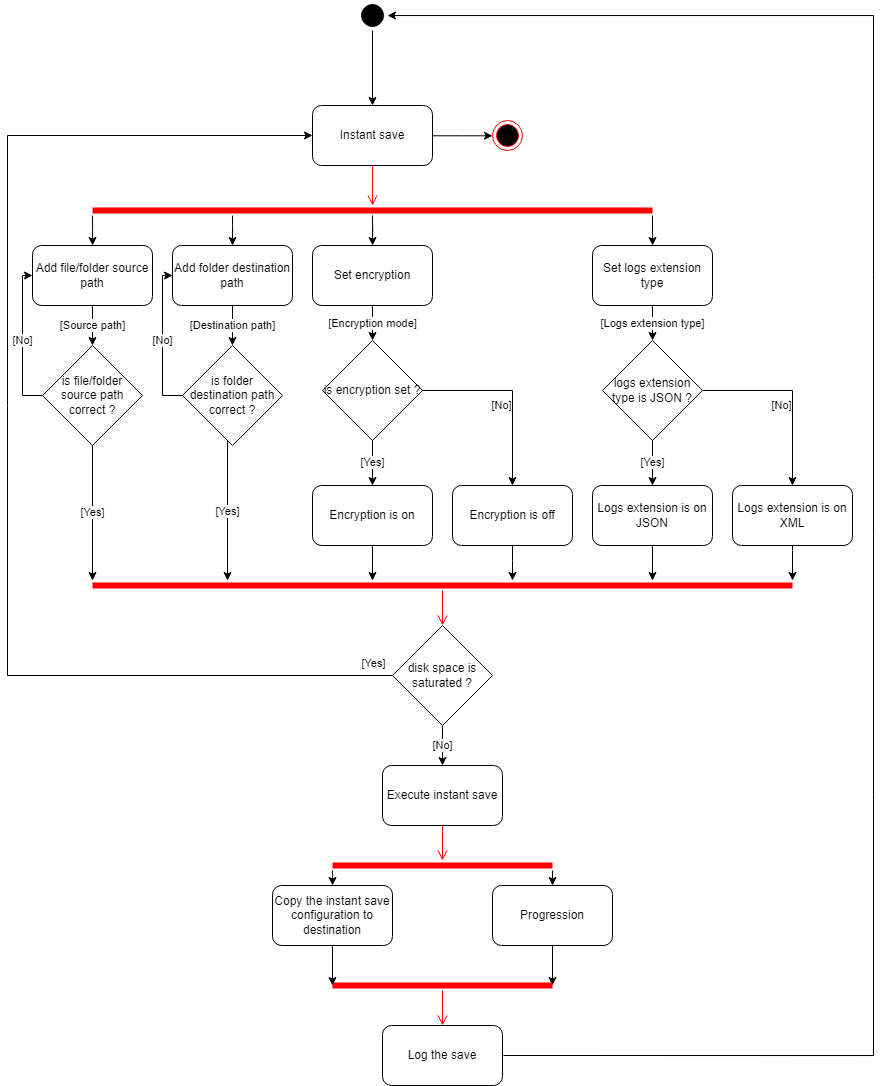 Instant save
Add file/folder source
path
Add folder destination
path
Set encryption
Set logs extension
type
[Source path]
[Destination path]
[Encryption mode]
[Logs extension type]
[No]
[No]
is file/folder
source path
correct ?
is folder
destination path
correct ?
is encryption set ?
logs extension
type is JSON ?
[No]
[No]
[Yes]
[Yes]
[Yes]
[Yes]
Encryption is on
Encryption is off
Logs extension is on
JSON
Logs extension is on
XML
[Yes]
disk space is
saturated ?
[No]
Execute instant save
Copy the instant save
configuration to
destination
Progression
Log the save